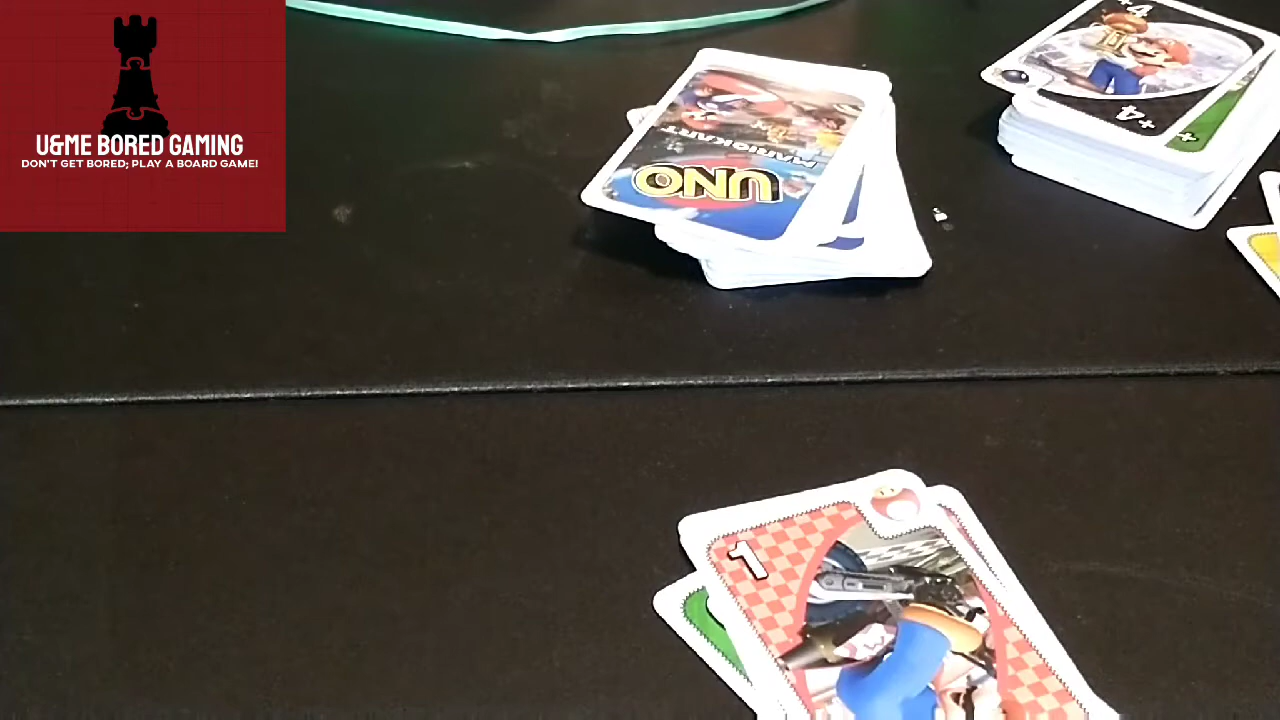 U&ME BORED GAMING
DON'T GET BORED; PLAY A BOARD GAME!
+4
+4
MARIOKART
UNO
1